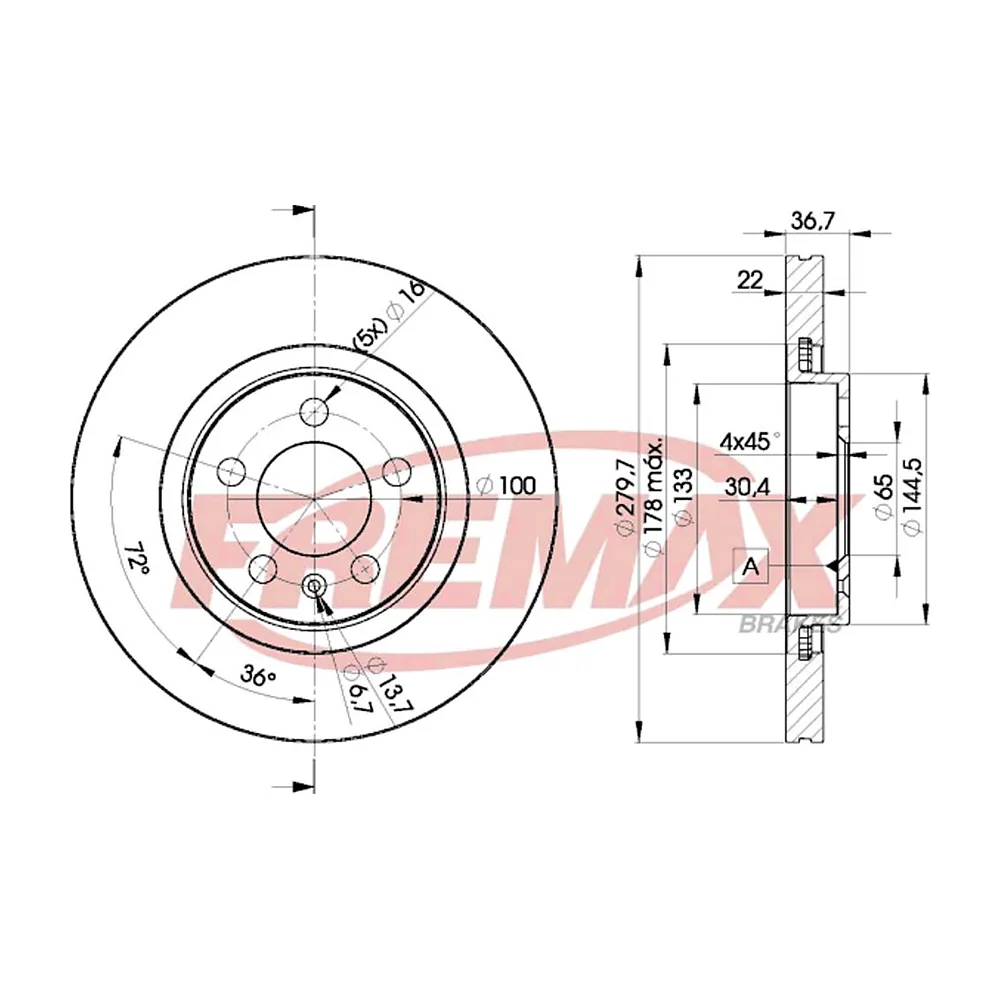 (5x) Ø 16
Ø 100
72°
36°
Ø 6,7
Ø 13,7
36,7
22
Ø 279,7
Ø 178 máx.
Ø 133
4x45°
30,4
A
Ø 65
Ø 144,5
FREMAX
BRAKES